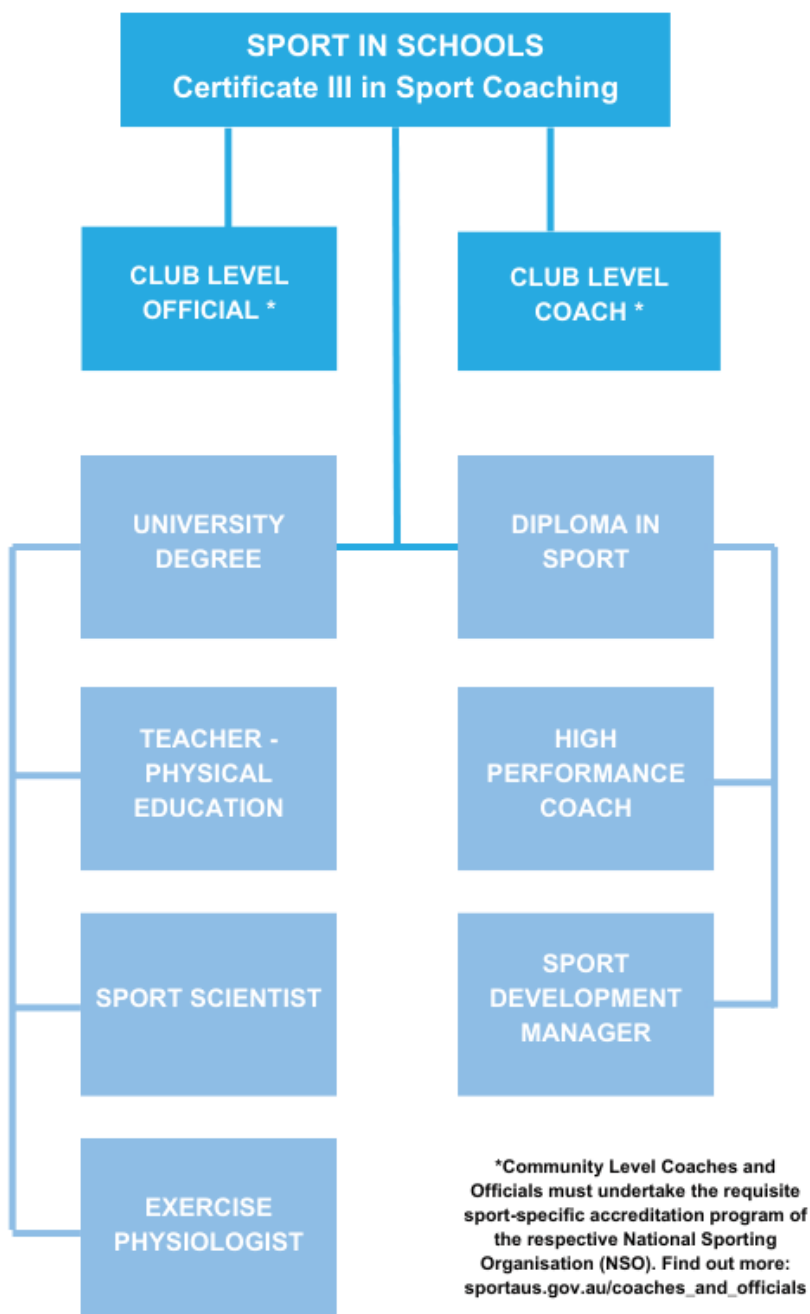 SPORT IN SCHOOLS
Certificate III in Sport Coaching
CLUB LEVEL
OFFICIAL *
CLUB LEVEL
COACH *
UNIVERSITY
DEGREE
DIPLOMA IN
SPORT
TEACHER -
PHYSICAL
EDUCATION
HIGH
PERFORMANCE
COACH
SPORT SCIENTIST
SPORT
DEVELOPMENT
MANAGER
EXERCISE
PHYSIOLOGIST
*Community Level Coaches and
Officials must undertake the requisite
sport-specific accreditation program of
the respective National Sporting
Organisation (NSO). Find out more:
sportaus.gov.au/coaches_and_officials